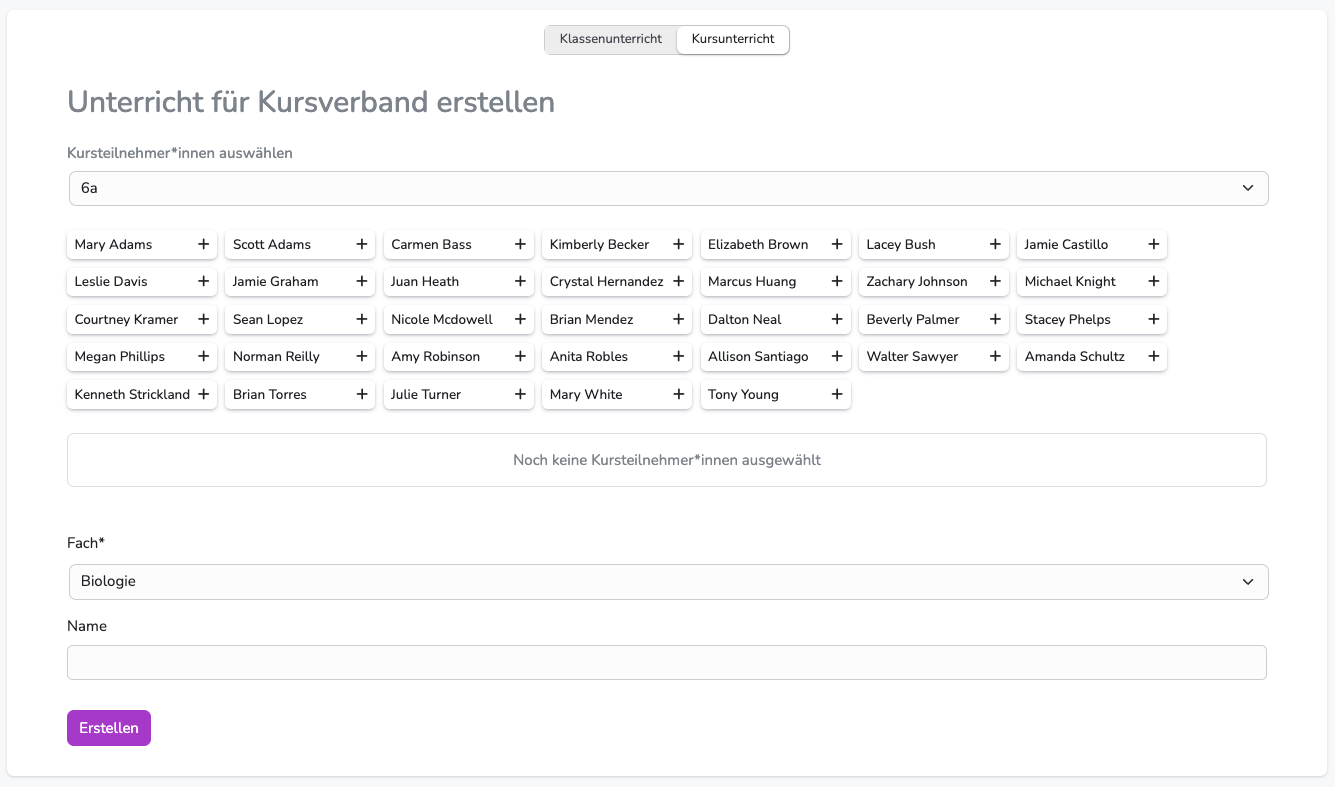 Klassenunterricht Kursunterricht
Unterricht für Kursverband erstellen
Kursteilnehmer*innen auswählen
6a
Mary Adams + Scott Adams + Carmen Bass + Kimberly Becker + Elizabeth Brown + Lacey Bush + Jamie Castillo +
Leslie Davis + Jamie Graham + Juan Heath + Crystal Hernandez + Marcus Huang + Zachary Johnson + Michael Knight +
Courtney Kramer + Sean Lopez + Nicole Mcdowell + Brian Mendez + Dalton Neal + Beverly Palmer + Stacey Phelps +
Megan Phillips + Norman Reilly + Amy Robinson + Anita Robles + Allison Santiago + Walter Sawyer + Amanda Schultz +
Kenneth Strickland + Brian Torres + Julie Turner + Mary White + Tony Young +
Noch keine Kursteilnehmer*innen ausgewählt
Fach*
Biologie
Name
Erstellen